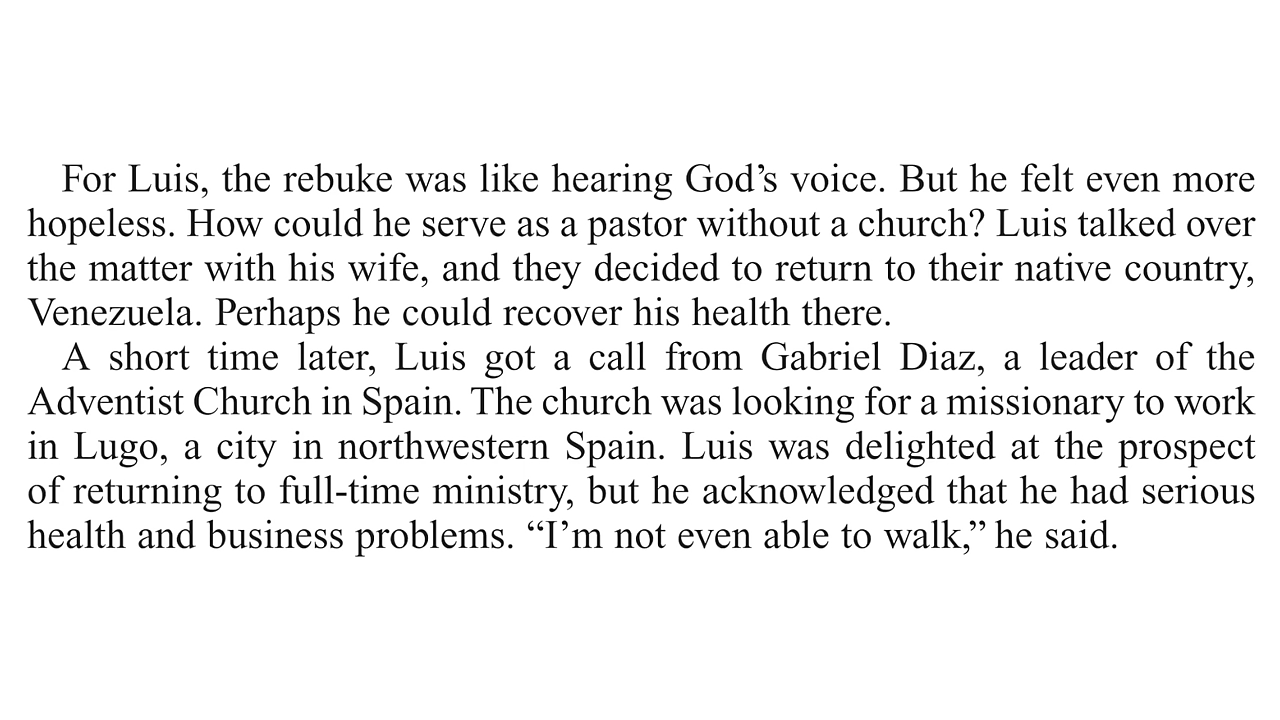 For Luis, the rebuke was like hearing God’s voice. But he felt even more
hopeless. How could he serve as a pastor without a church? Luis talked over
the matter with his wife, and they decided to return to their native country,
Venezuela. Perhaps he could recover his health there.
A short time later, Luis got a call from Gabriel Diaz, a leader of the
Adventist Church in Spain. The church was looking for a missionary to work
in Lugo, a city in northwestern Spain. Luis was delighted at the prospect
of returning to full-time ministry, but he acknowledged that he had serious
health and business problems. “I’m not even able to walk,” he said.